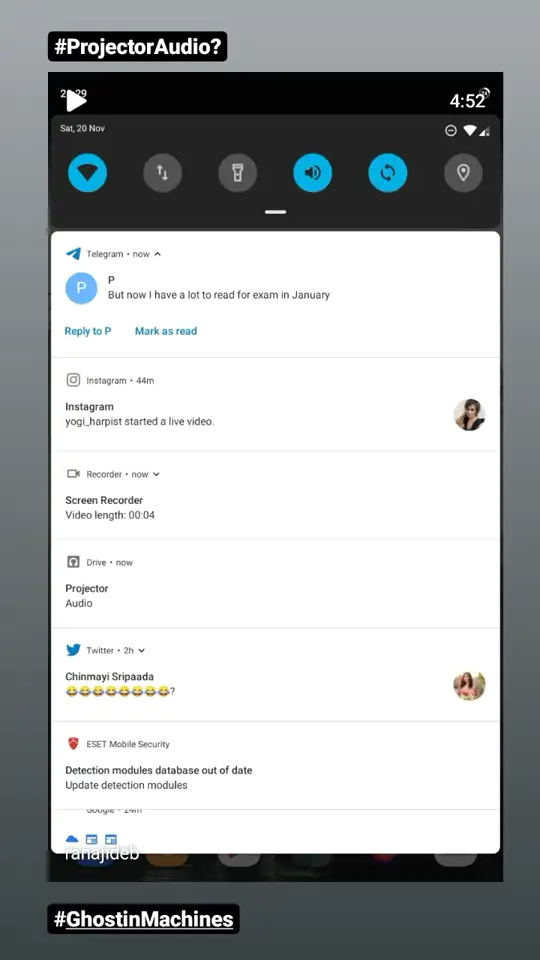 #ProjectorAudio?
4:52
Sat, 20 Nov
Telegram • now
P
P
But now I have a lot to read for exam in January
Reply to P
Mark as read
Instagram • 44m
Instagram
yogi_harpist started a live video.
Recorder • now
Screen Recorder
Video length: 00:04
Drive • now
Projector
Audio
Twitter • 2h
Chinmayi Sripaada
😂😂😂😂😂😂😂😂?
ESET Mobile Security
Detection modules database out of date
Update detection modules
Google • 24m
ranajideb
#GhostinMachines